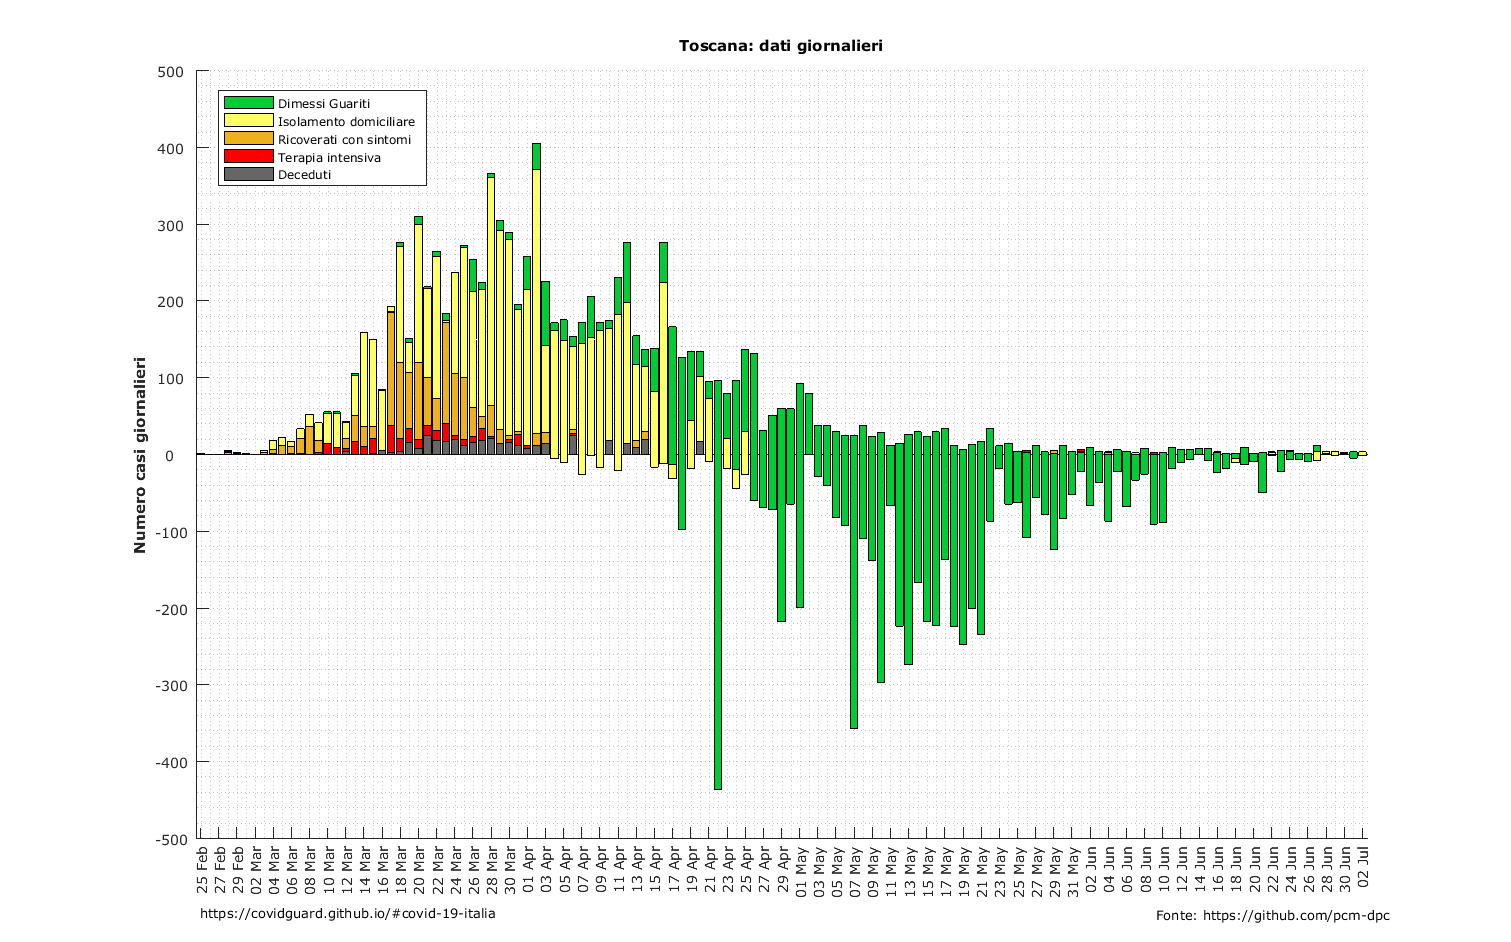 Toscana: dati giornalieri
500
400
300
200
100
0
-100
-200
-300
-400
-500
Numero casi giornalieri
Dimessi Guariti
Isolamento domiciliare
Ricoverati con sintomi
Terapia intensiva
Deceduti
25 Feb
27 Feb
29 Feb
02 Mar
04 Mar
06 Mar
08 Mar
10 Mar
12 Mar
14 Mar
16 Mar
18 Mar
20 Mar
22 Mar
24 Mar
26 Mar
28 Mar
30 Mar
01 Apr
03 Apr
05 Apr
07 Apr
09 Apr
11 Apr
13 Apr
15 Apr
17 Apr
19 Apr
21 Apr
23 Apr
25 Apr
27 Apr
29 Apr
01 May
03 May
05 May
07 May
09 May
11 May
13 May
15 May
17 May
19 May
21 May
23 May
25 May
27 May
29 May
31 May
02 Jun
04 Jun
06 Jun
08 Jun
10 Jun
12 Jun
14 Jun
16 Jun
18 Jun
20 Jun
22 Jun
24 Jun
26 Jun
28 Jun
30 Jun
02 Jul
https://covidguard.github.io/#covid-19-italia
Fonte: https://github.com/pcm-dpc